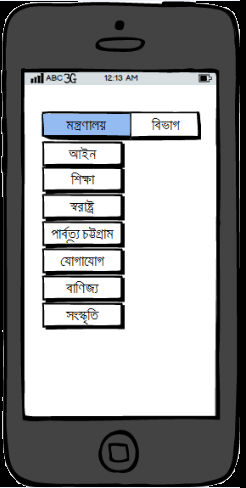 ABC 3G 12:13 AM
মন্ত্রণালয় বিভাগ
আইন
শিক্ষা
স্বরাষ্ট্র
পার্বত্য চট্টগ্রাম
যোগাযোগ
বাণিজ্য
সংস্কৃতি